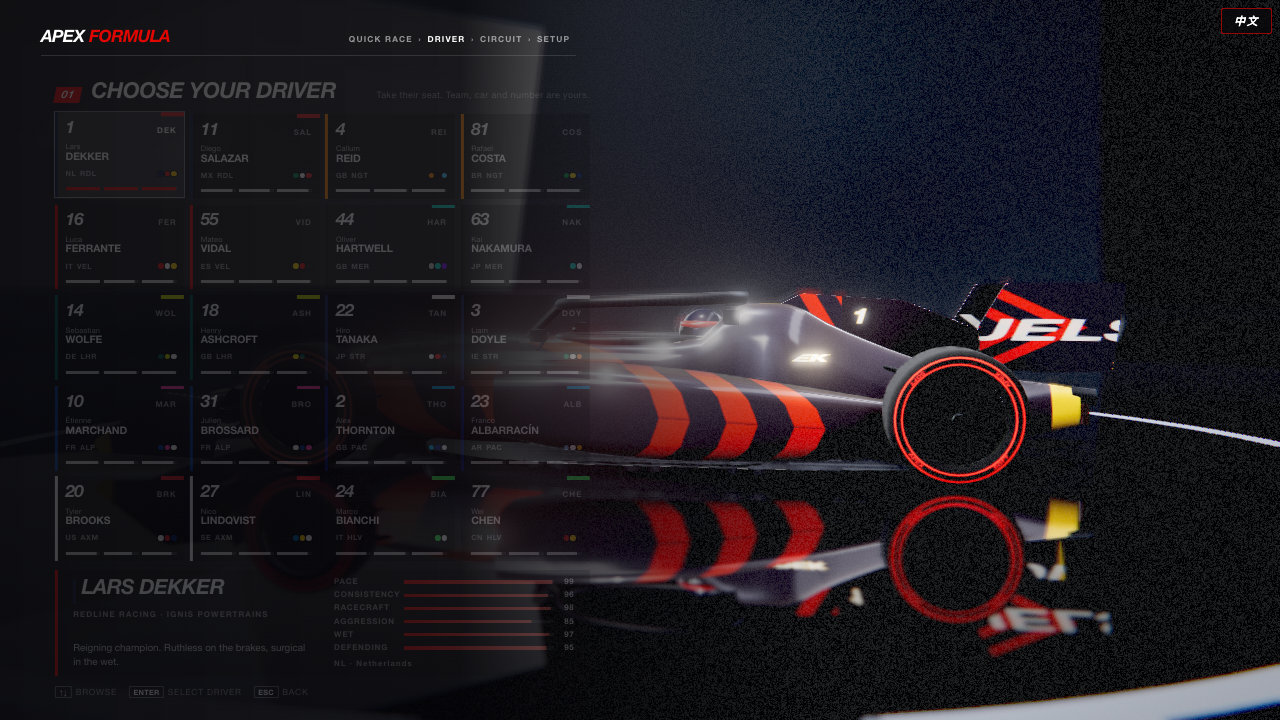 APEX FORMULA
QUICK RACE › DRIVER › CIRCUIT › SETUP
中文
01 CHOOSE YOUR DRIVER
Take their seat. Team, car and number are yours.
1 DEK
Lars
DEKKER
NL RDL
11 SAL
Diego
SALAZAR
MX RDL
4 REI
Callum
REID
GB NGT
81 COS
Rafael
COSTA
BR NGT
16 FER
Luca
FERRANTE
IT VEL
55 VID
Mateo
VIDAL
ES VEL
44 HAR
Oliver
HARTWELL
GB MER
63 NAK
Kai
NAKAMURA
JP MER
14 WOL
Sebastian
WOLFE
DE LHR
18 ASH
Henry
ASHCROFT
GB LHR
22 TAN
Hiro
TANAKA
JP STR
3 DOY
Liam
DOYLE
IE STR
10 MAR
Étienne
MARCHAND
FR ALP
31 BRO
Julien
BROSSARD
FR ALP
2 THO
Alex
THORNTON
GB PAC
23 ALB
Franco
ALBARRACÍN
AR PAC
20 BRK
Tyler
BROOKS
US AXM
27 LIN
Nico
LINDQVIST
SE AXM
24 BIA
Marco
BIANCHI
IT HLV
77 CHE
Wei
CHEN
CN HLV
LARS DEKKER
REDLINE RACING · IGNIS POWERTRAINS
Reigning champion. Ruthless on the brakes, surgical
in the wet.
PACE 99
CONSISTENCY 96
RACECRAFT 98
AGGRESSION 85
WET 97
DEFENDING 95
NL · Netherlands
↑↓ BROWSE ENTER SELECT DRIVER ESC BACK
1